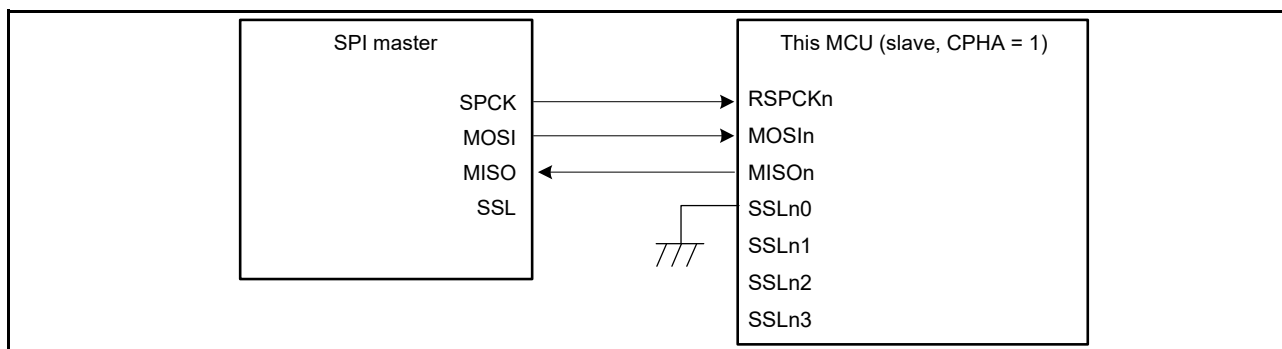 SPI master
SPCK
MOSI
MISO
SSL
This MCU (slave, CPHA = 1)
RSPCKn
MOSIn
MISOn
SSLn0
SSLn1
SSLn2
SSLn3